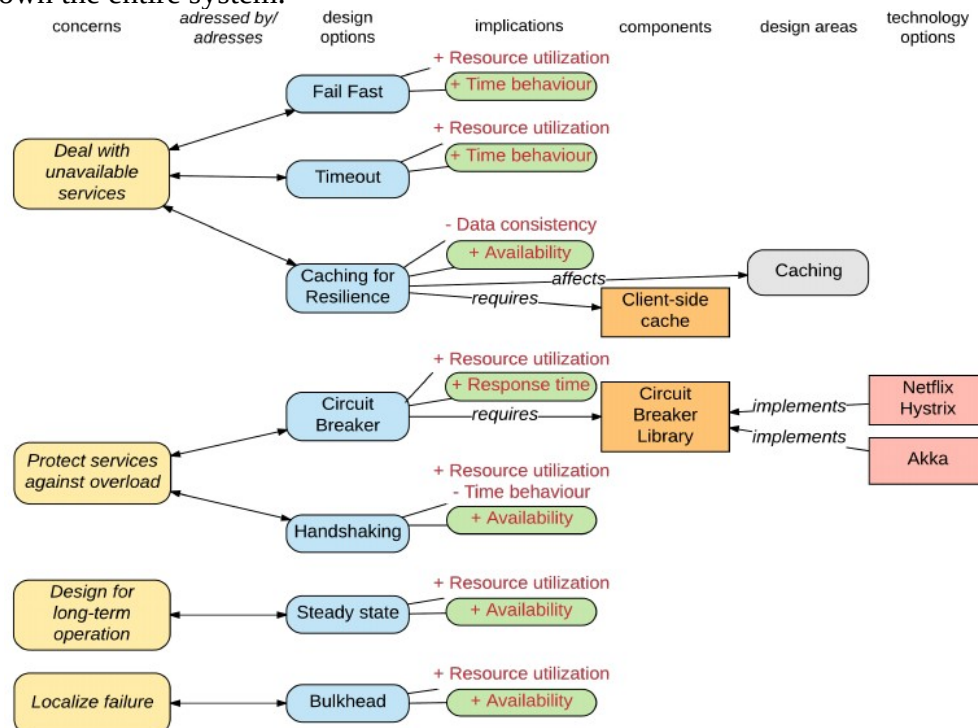 own the entire system.
concerns
adressed by/
adresses
design
options
implications
components
design areas
technology
options
+ Resource utilization
Fail Fast
+ Time behaviour
Deal with
unavailable
services
+ Resource utilization
Timeout
+ Time behaviour
- Data consistency
+ Availability
Caching for
Resilience
affects
Caching
requires
Client-side
cache
+ Resource utilization
Circuit
Breaker
+ Response time
requires
Circuit
Breaker
Library
implements
Netflix
Hystrix
implements
Akka
Protect services
against overload
+ Resource utilization
- Time behaviour
Handshaking
+ Availability
Design for
long-term
operation
+ Resource utilization
Steady state
+ Availability
+ Resource utilization
Localize failure
Bulkhead
+ Availability